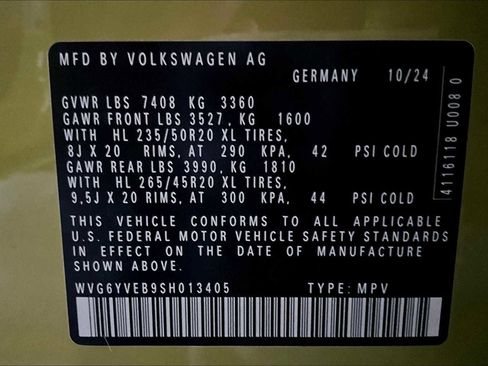 MFD BY VOLKSWAGEN AG
GERMANY 10/24
GVWR LBS 7408 KG 3360
GAWR FRONT LBS 3527, KG 1600
WITH HL 235/50R20 XL TIRES,
8J X 20 RIMS, AT 290 KPA, 42 PSI COLD
GAWR REAR LBS 3990, KG 1810
WITH HL 265/45R20 XL TIRES,
9,5J X 20 RIMS, AT 300 KPA, 44 PSI COLD
THIS VEHICLE CONFORMS TO ALL APPLICABLE
U.S. FEDERAL MOTOR VEHICLE SAFETY STANDARDS
IN EFFECT ON THE DATE OF MANUFACTURE
SHOWN ABOVE.
WVG6YVEB9SH013405 TYPE: MPV
4116118 U008 0